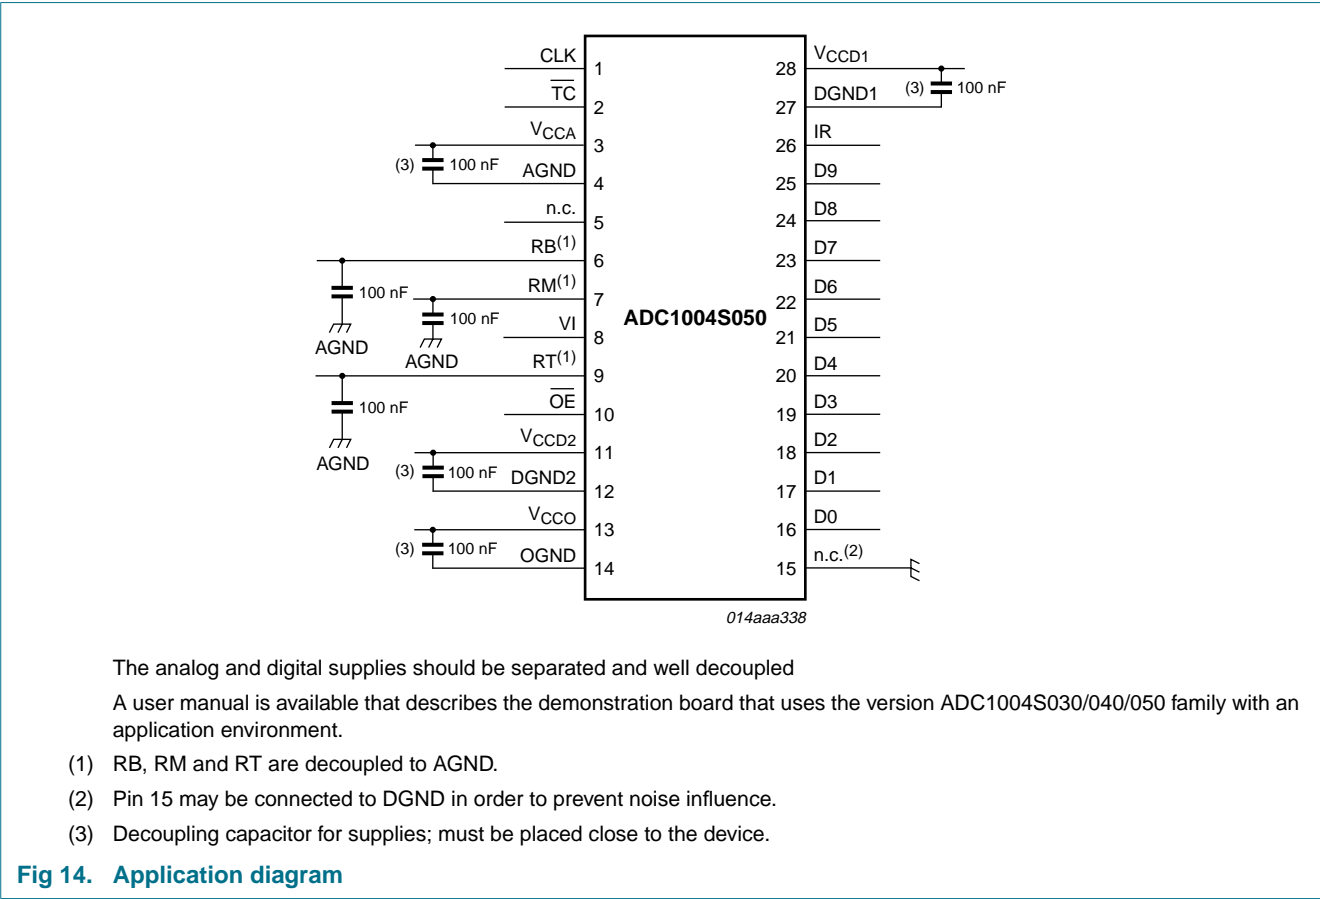 CLK 1 28 VCCD1
(3) 100 nF
TC 2 27 DGND1
VCCA 3 26 IR
(3) 100 nF
AGND 4 25 D9
n.c. 5 24 D8
RB(1) 6 23 D7
100 nF
AGND
RM(1) 7 22 D6
100 nF
AGND
ADC1004S050
VI 8 21 D5
RT(1) 9 20 D4
100 nF
AGND
OE 10 19 D3
VCCD2 11 18 D2
(3) 100 nF
DGND2 12 17 D1
VCCO 13 16 D0
(3) 100 nF
OGND 14 15 n.c.(2)
014aaa338
The analog and digital supplies should be separated and well decoupled
A user manual is available that describes the demonstration board that uses the version ADC1004S030/040/050 family with an
application environment.
(1) RB, RM and RT are decoupled to AGND.
(2) Pin 15 may be connected to DGND in order to prevent noise influence.
(3) Decoupling capacitor for supplies; must be placed close to the device.
Fig 14. Application diagram